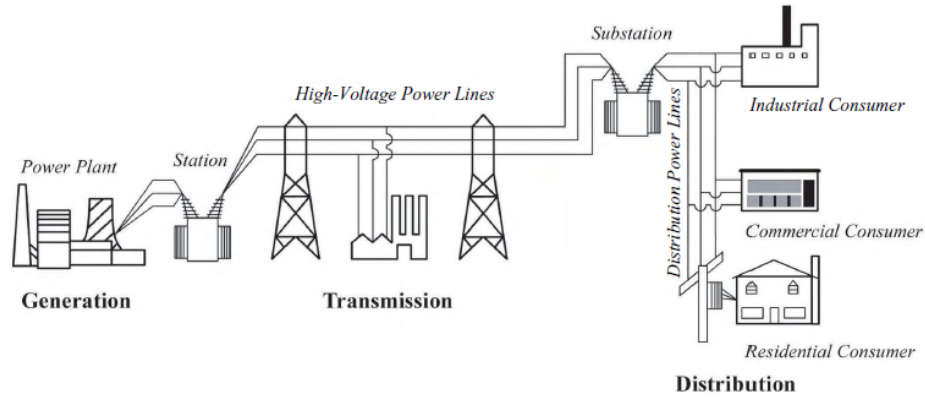 Substation
High-Voltage Power Lines
Industrial Consumer
Power Plant
Station
Distribution Power Lines
Commercial Consumer
Generation
Transmission
Residential Consumer
Distribution